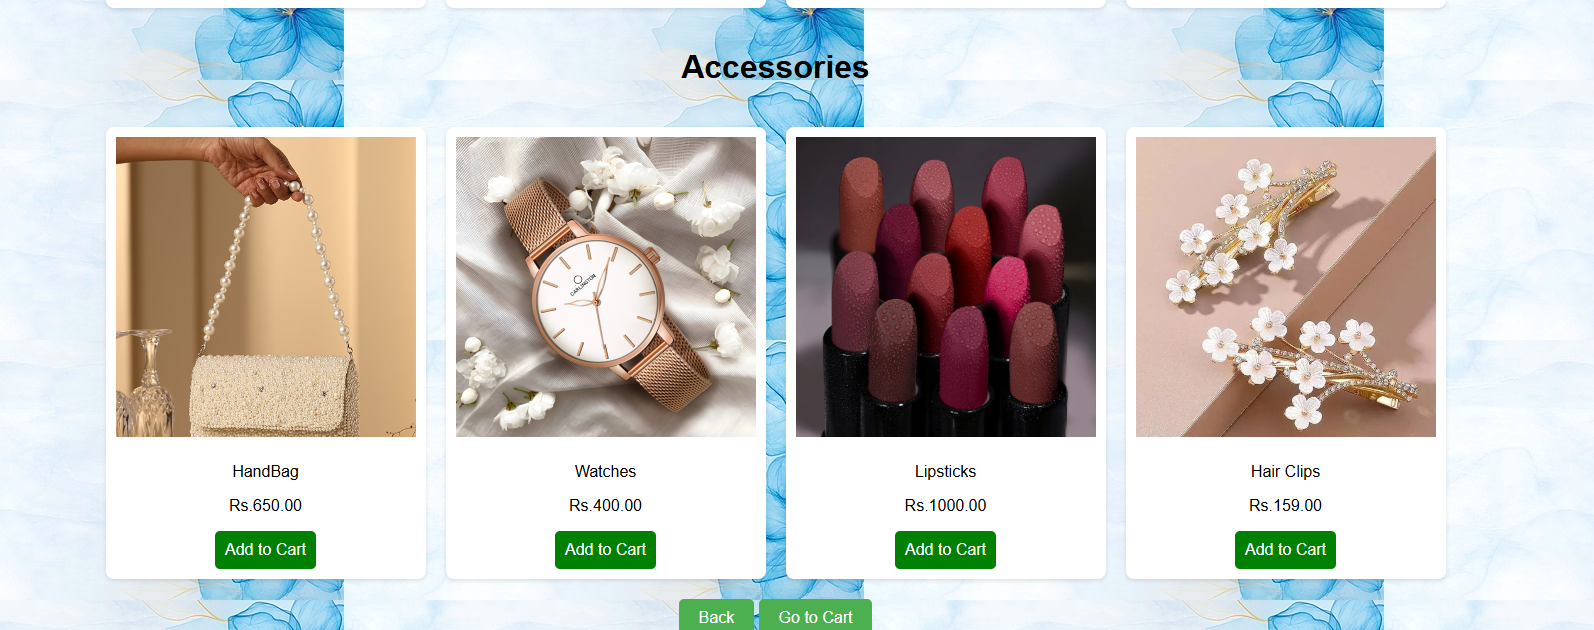 Accessories
CARLINGTON
HandBag
Rs.650.00
Add to Cart
Watches
Rs.400.00
Add to Cart
Lipsticks
Rs.1000.00
Add to Cart
Hair Clips
Rs.159.00
Add to Cart
Back
Go to Cart